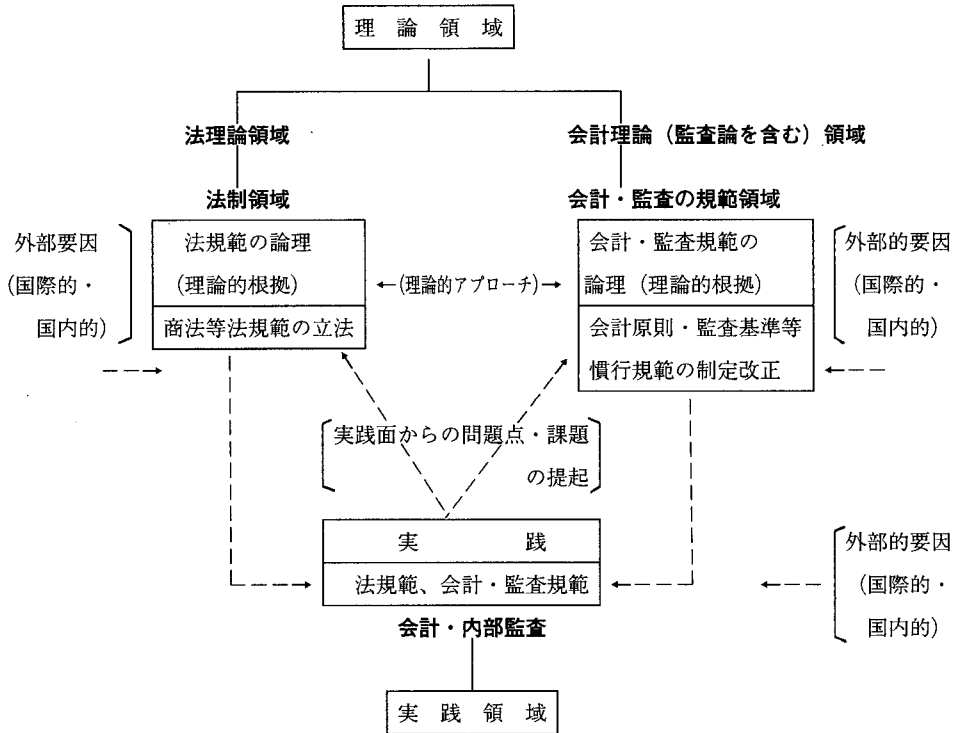 理論領域
法理論領域
会計理論（監査論を含む）領域
法制領域
会計・監査の規範領域
外部要因
（国際的・
国内的）
法規範の論理
（理論的根拠）
商法等法規範の立法
（理論的アプローチ）
会計・監査規範の
論理（理論的根拠）
会計原則・監査基準等
慣行規範の制定改正
外部的要因
（国際的・
国内的）
実践面からの問題点・課題
の提起
実践
法規範、会計・監査規範
会計・内部監査
外部的要因
（国際的・
国内的）
実践領域